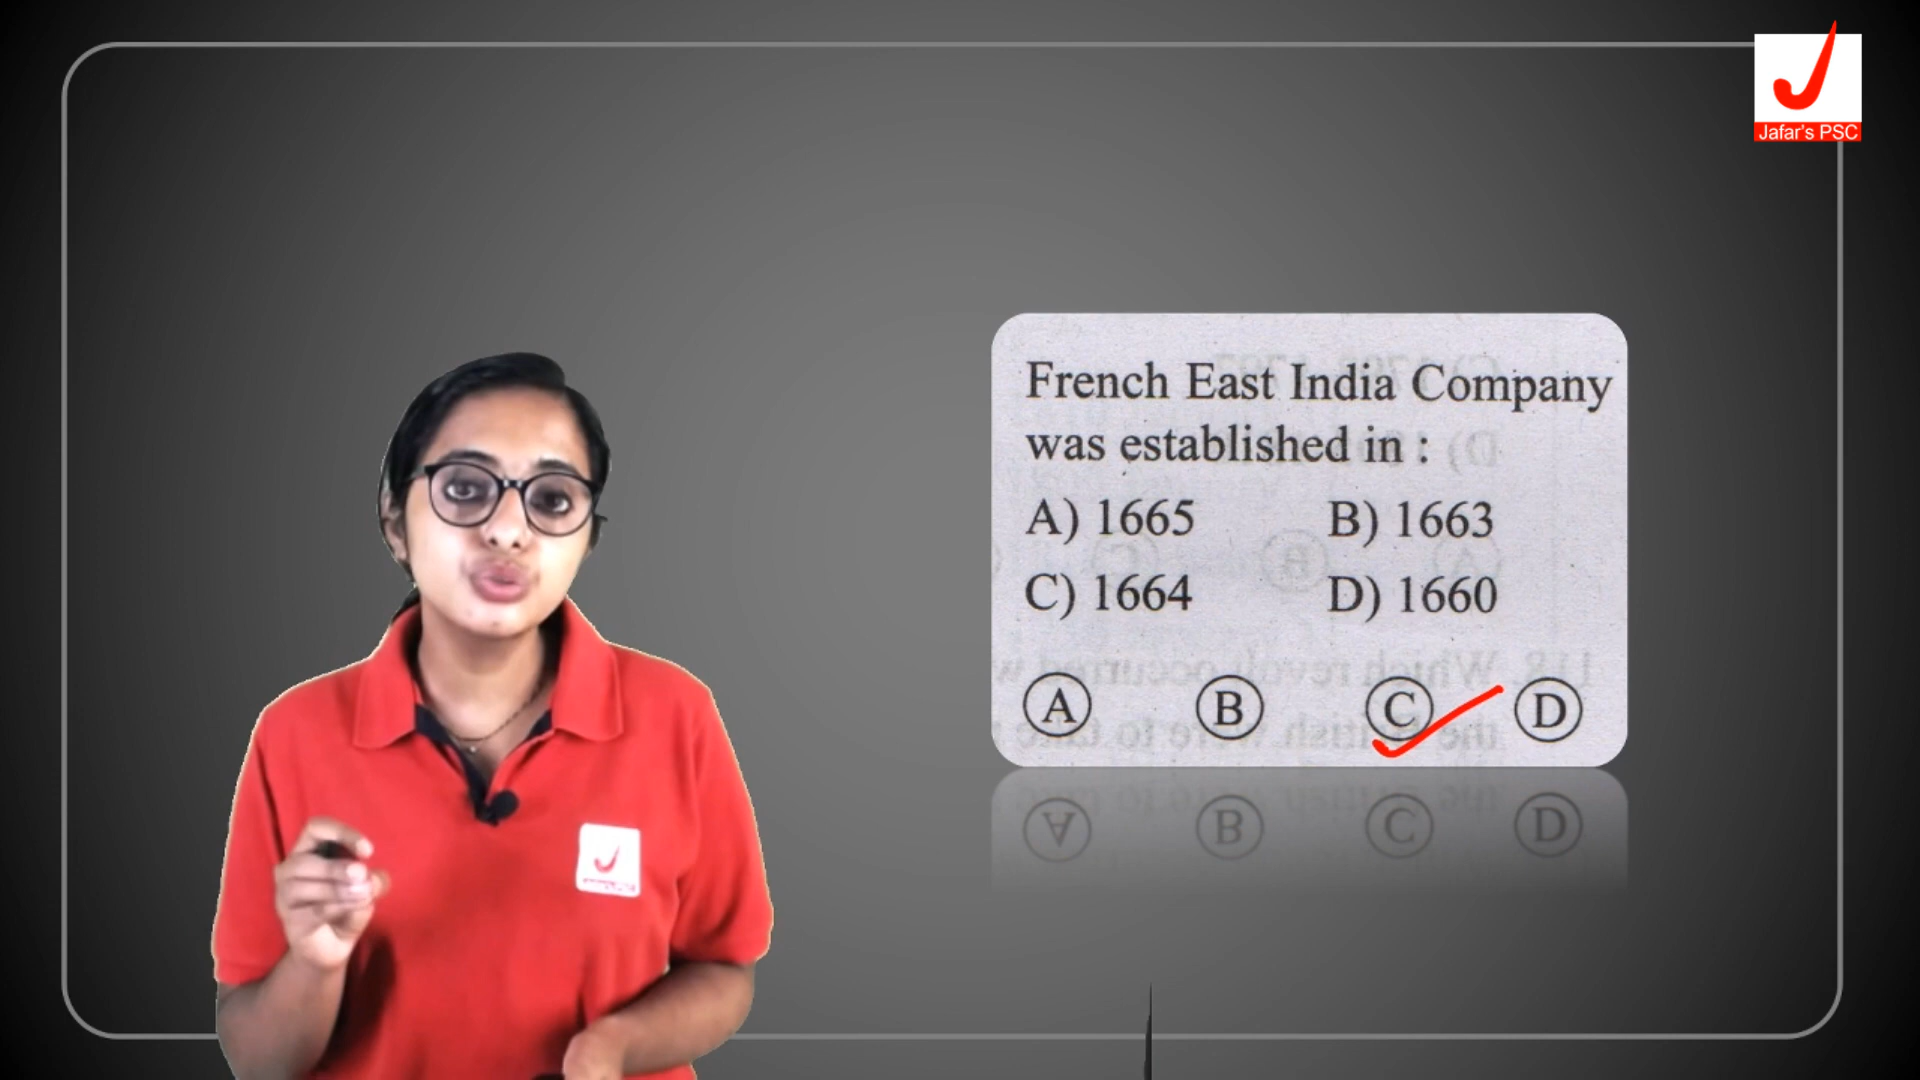 Jafar's PSC
French East India Company
was established in :
A) 1665 B) 1663
C) 1664 D) 1660
A B C D